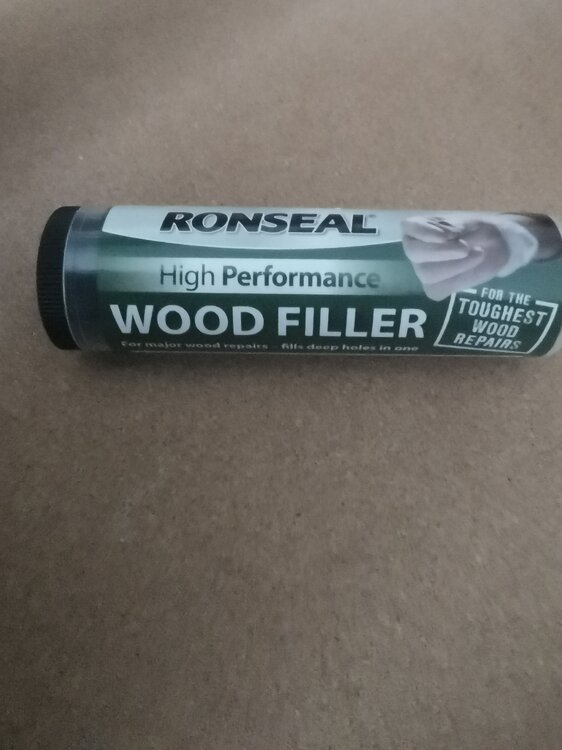 RONSEAL
High Performance
WOOD FILLER
For major wood repairs fills deep holes in one
FOR THE
TOUGHEST
WOOD
REPAIRS